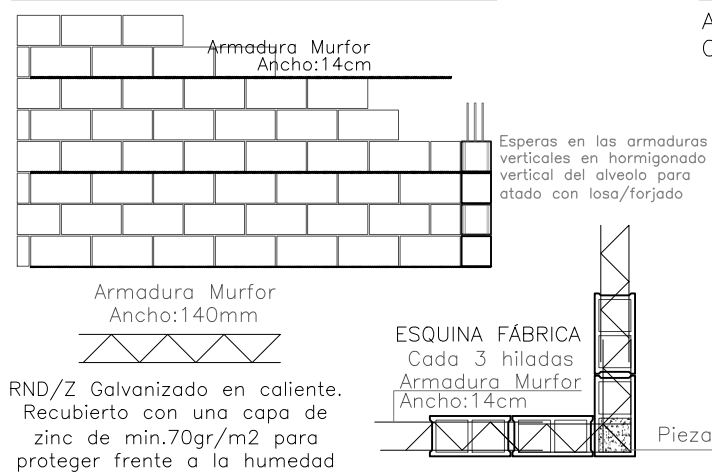 A
C
Armadura Murfor
Ancho:14cm
Esperas en las armaduras
verticales en hormigonado
vertical del alveolo para
atado con losa/forjado
Armadura Murfor
Ancho:140mm
RND/Z Galvanizado en caliente.
Recubierto con una capa de
zinc de min.70gr/m2 para
proteger frente a la humedad
ESQUINA FÁBRICA
Cada 3 hiladas
Armadura Murfor
Ancho:14cm
Pieza